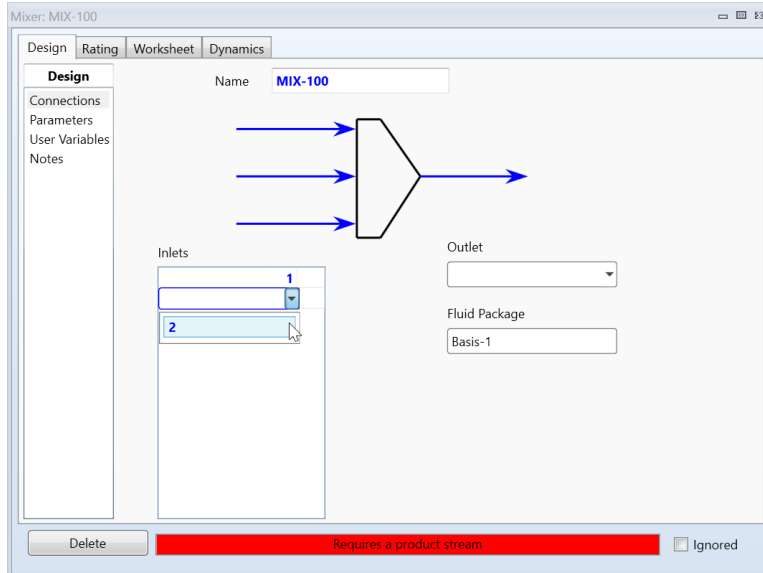 Mixer: MIX-100
Design Rating Worksheet Dynamics
Design
Connections
Parameters
User Variables
Notes
Name MIX-100
Inlets
1
2
Outlet
Fluid Package
Basis-1
Delete
Requires a product stream
Ignored